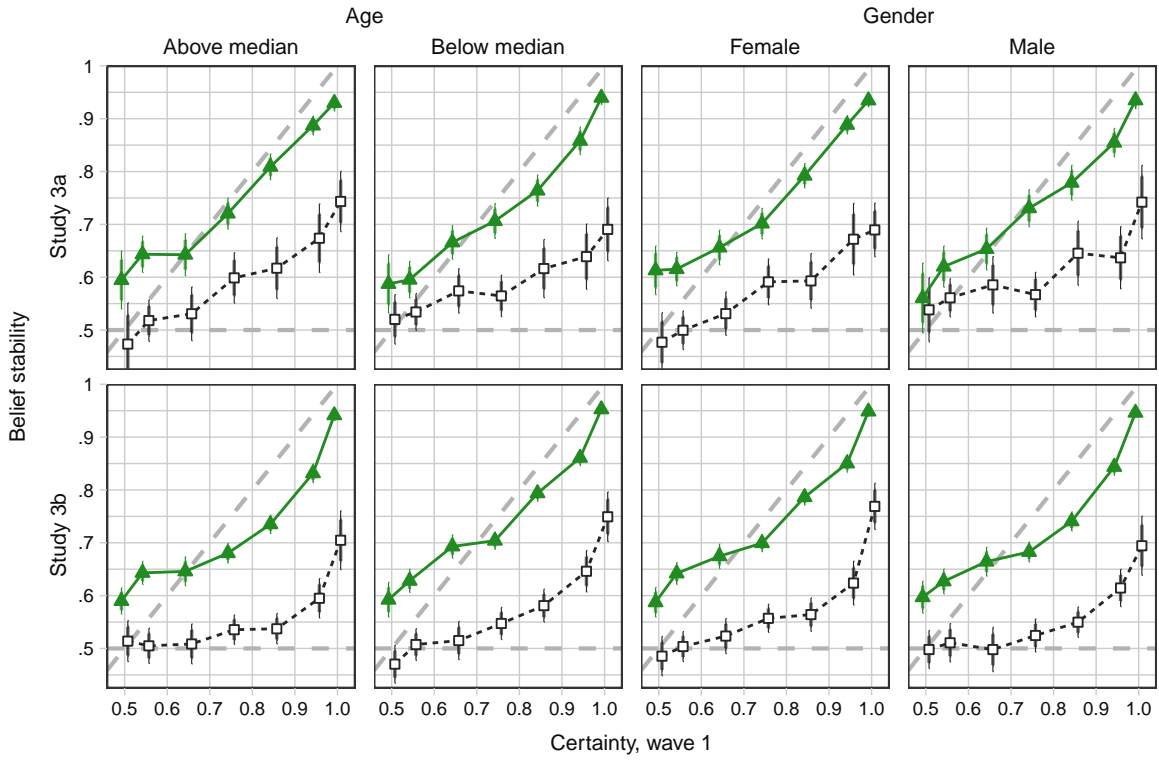 Age Gender
Above median Below median Female Male
Belief stability
Study 3a
1
.9
.8
.7
.6
.5
Study 3b
1
.9
.8
.7
.6
.5
0.5 0.6 0.7 0.8 0.9 1.0 0.5 0.6 0.7 0.8 0.9 1.0 0.5 0.6 0.7 0.8 0.9 1.0 0.5 0.6 0.7 0.8 0.9 1.0
Certainty, wave 1